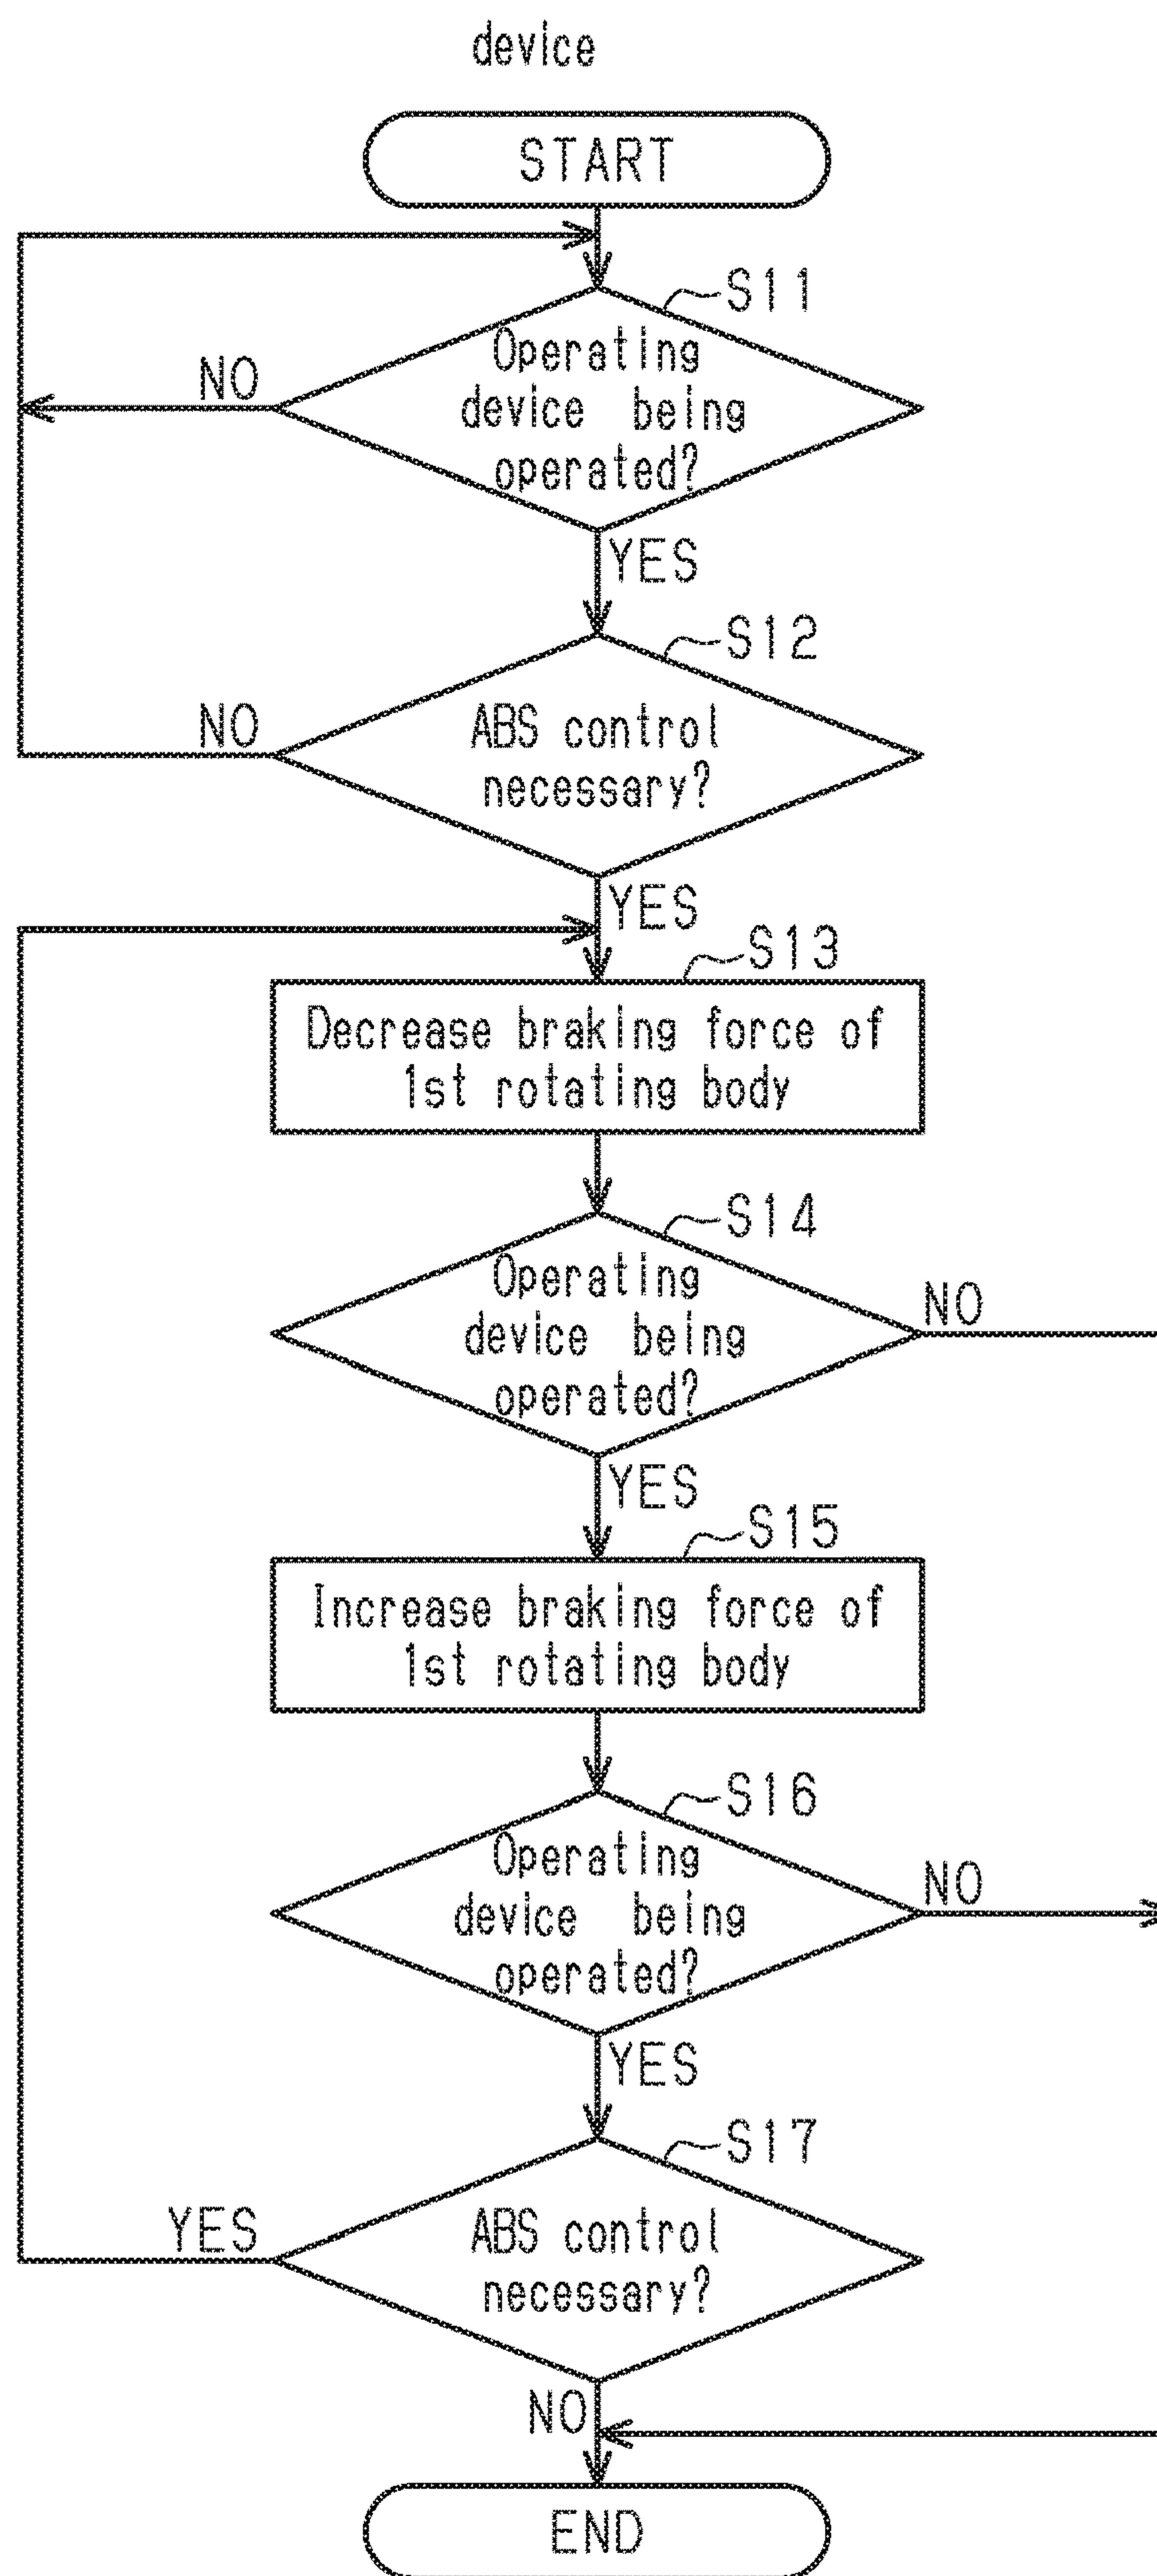 device
START
S11
Operating
device being
operated?
NO
YES
S12
ABS control
necessary?
NO
YES
S13
Decrease braking force of
1st rotating body
S14
Operating
device being
operated?
NO
YES
S15
Increase braking force of
1st rotating body
S16
Operating
device being
operated?
NO
YES
S17
ABS control
necessary?
YES
NO
END